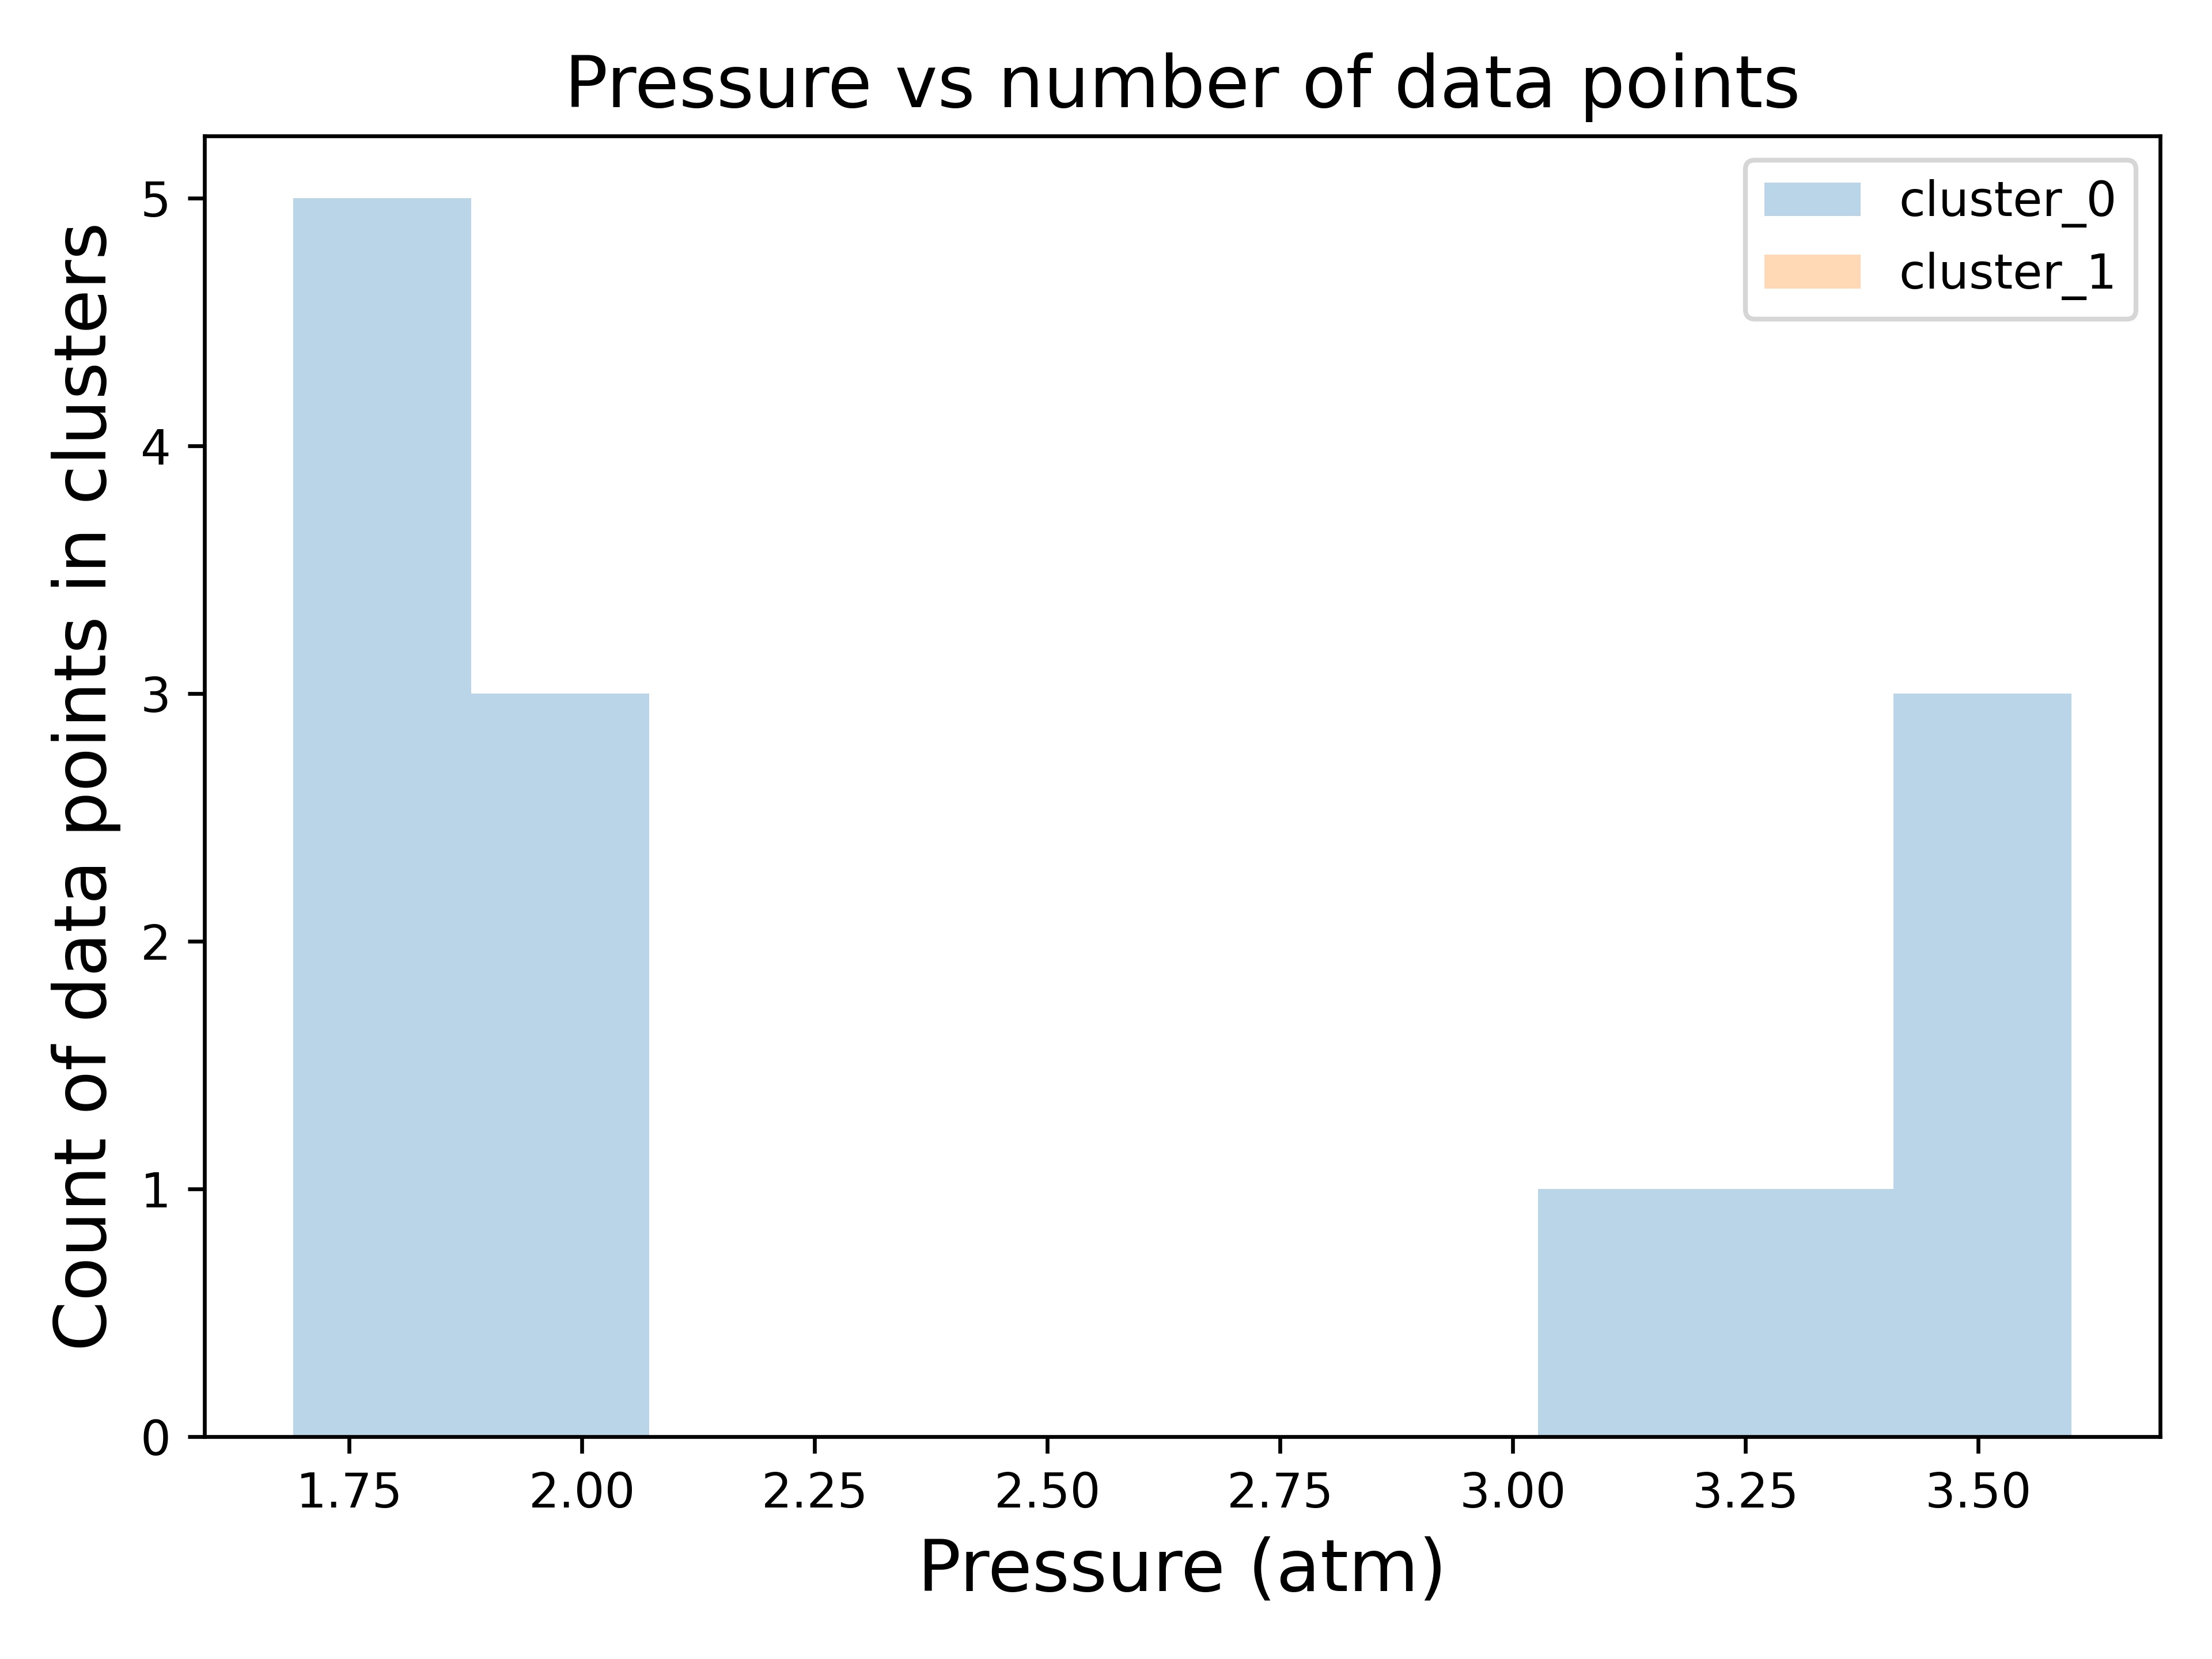 Pressure vs number of data points
cluster_0
cluster_1
Count of data points in clusters
5
4
3
2
1
0
1.75 2.00 2.25 2.50 2.75 3.00 3.25 3.50
Pressure (atm)